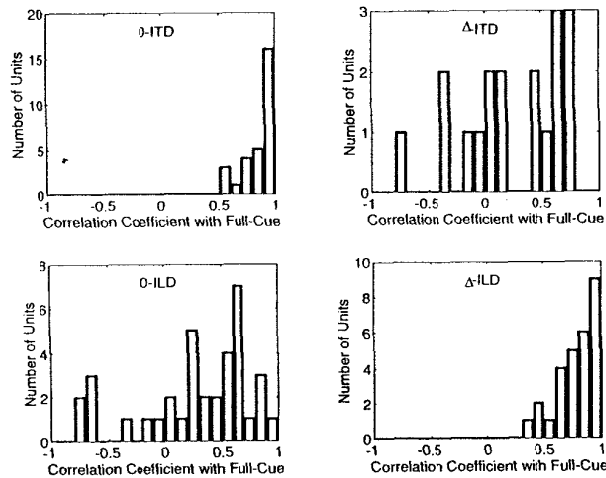 0-ITD
Number of Units
20
15
10
5
0
-1 -0.5 0 0.5 1
Correlation Coefficient with Full-Cue
Δ-ITD
Number of Units
3
2
1
0
-1 -0.5 0 0.5 1
Correlation Coefficient with Full-Cue
0-ILD
Number of Units
8
6
4
2
0
-1 -0.5 0 0.5 1
Correlation Coefficient with Full-Cue
Δ-ILD
Number of Units
10
8
6
4
2
0
-1 -0.5 0 0.5 1
Correlation Coefficient with Full-Cue